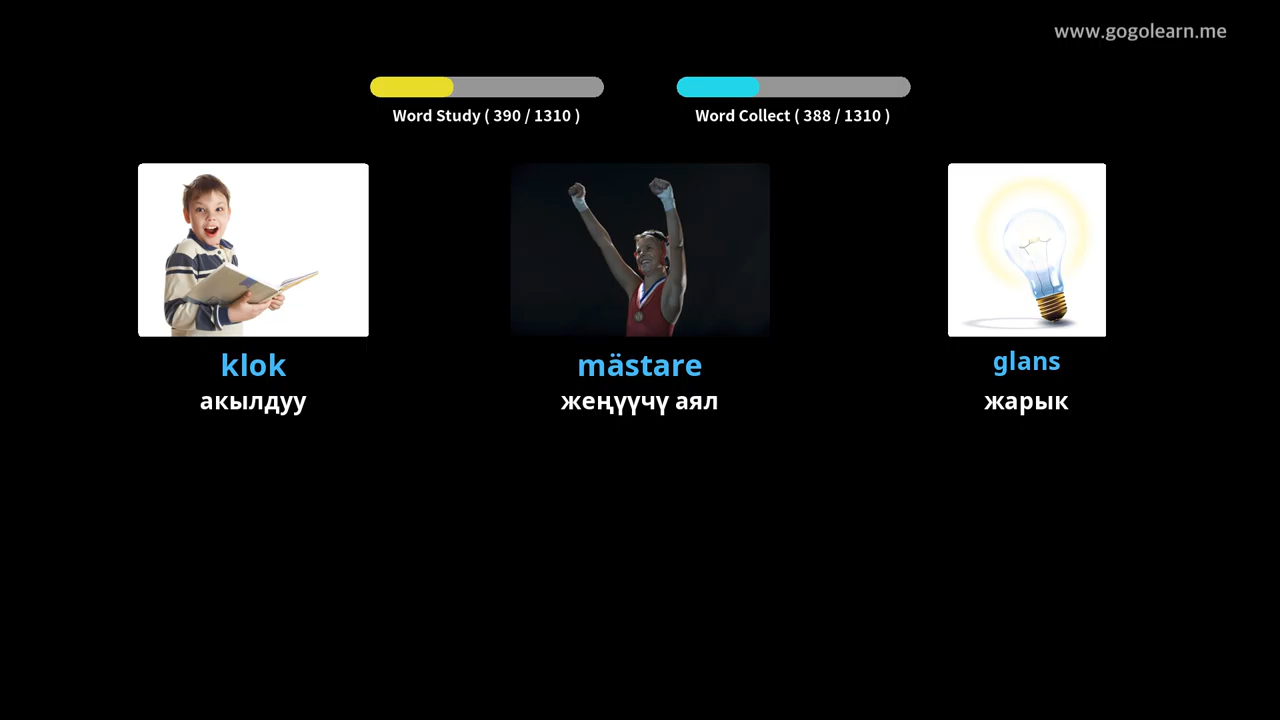 www.gogolearn.me
Word Study ( 390 / 1310 )
Word Collect ( 388 / 1310 )
klok
mästare
glans
акылдуу
жеңүүчү аял
жарык